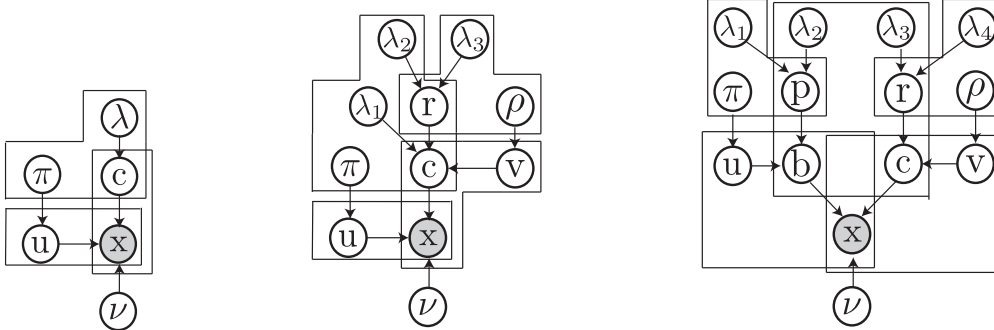 λ₂ λ₃
λ r ρ
π c λ₁ c v
u x π u x
ν ν
λ₁ λ₂ λ₃ λ₄
π p r ρ
u b c v
x
ν